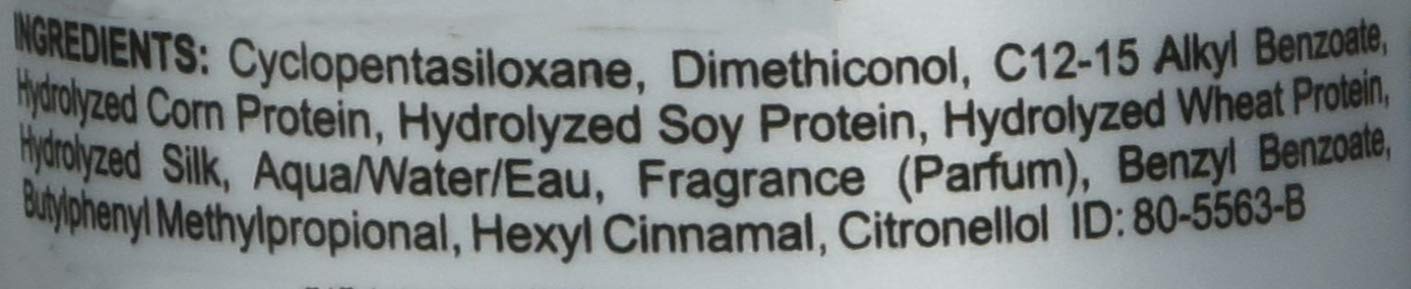 INGREDIENTS: Cyclopentasiloxane, Dimethiconol, C12-15 Alkyl Benzoate,
Hydrolyzed Corn Protein, Hydrolyzed Soy Protein, Hydrolyzed Wheat Protein,
Hydrolyzed Silk, Aqua/Water/Eau, Fragrance (Parfum), Benzyl Benzoate,
Butylphenyl Methylpropional, Hexyl Cinnamal, Citronellol ID: 80-5563-B